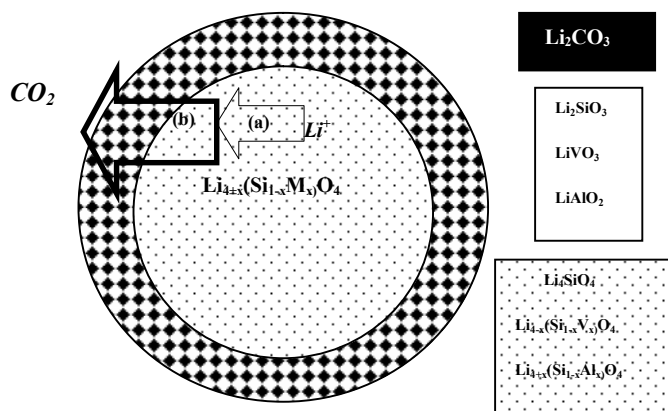 CO₂
(b)
(a)
Li⁺
Li₄±ₓ(Si₁₋ₓMₓ)O₄
Li₂CO₃
Li₂SiO₃
LiVO₃
LiAlO₂
Li₄SiO₄
Li₄₋ₓ(Si₁₋ₓVₓ)O₄
Li₄₊ₓ(Si₁₋ₓAlₓ)O₄